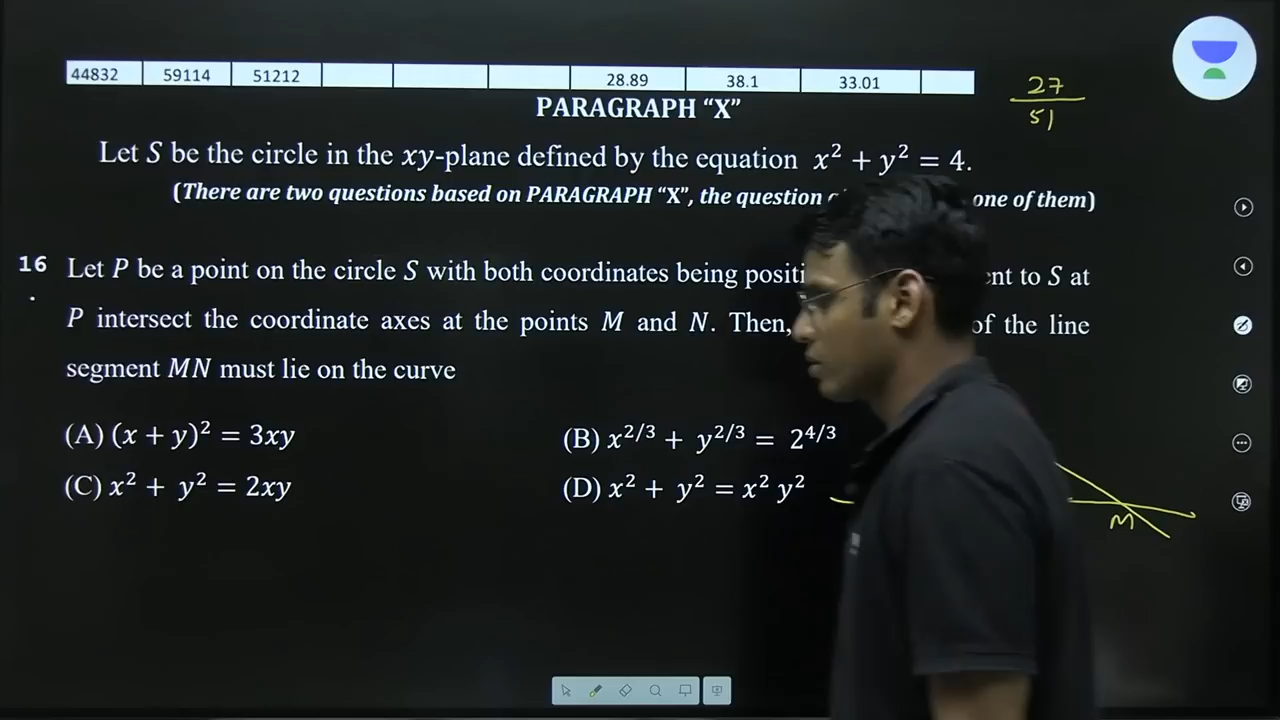 44832 59114 51212 28.89 38.1 33.01
27
51
PARAGRAPH “X”
Let S be the circle in the xy-plane defined by the equation x² + y² = 4.
(There are two questions based on PARAGRAPH “X”, the question one of them)
16 Let P be a point on the circle S with both coordinates being to S at
. P intersect the coordinate axes at the points M and N. Then, of the line
segment MN must lie on the curve
(A) (x + y)² = 3xy (B) x^{2/3} + y^{2/3} = 2^{4/3}
(C) x² + y² = 2xy (D) x² + y² = x² y²
M